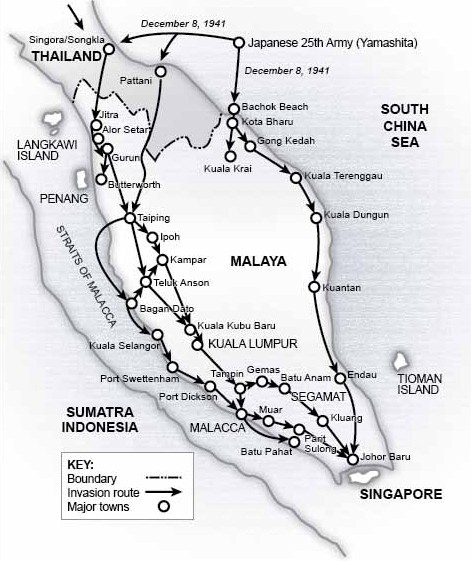 December 8, 1941
Singora/Songkla
Japanese 25th Army (Yamashita)
THAILAND
December 8, 1941
Pattani
Bachok Beach
SOUTH
CHINA
SEA
Jitra
Kota Bharu
Alor Setar
LANGKAWI
ISLAND
Gong Kedah
Gurun
Kuala Krai
Butterworth
Kuala Terenggau
PENANG
Taiping
Kuala Dungun
Ipoh
STRAITS OF MALACCA
Kampar
MALAYA
Teluk Anson
Kuantan
Bagan Dato
Kuala Kubu Baru
Kuala Selangor
KUALA LUMPUR
Tampin
Gemas
Batu Anam
Endau
Port Swettenham
TIOMAN
ISLAND
Port Dickson
SEGAMAT
SUMATRA
INDONESIA
Muar
Kluang
MALACCA
Parit
Sulong
Batu Pahat
Johor Baru
SINGAPORE
KEY:
Boundary
Invasion route
Major towns